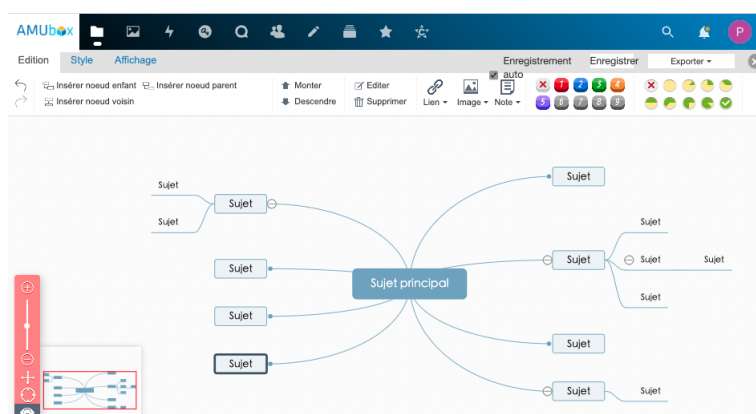 AMUbox
P
Edition Style Affichage Enregistrement auto Enregistrer Exporter
Insérer noeud enfant Insérer noeud parent Monter Editer
Insérer noeud voisin Descendre Supprimer Lien Image Note
1 2 3 4
5 6 7 8 9
Sujet
Sujet
Sujet
Sujet
Sujet
Sujet
Sujet principal
Sujet
Sujet
Sujet
Sujet
Sujet
Sujet
Sujet
Sujet
Sujet